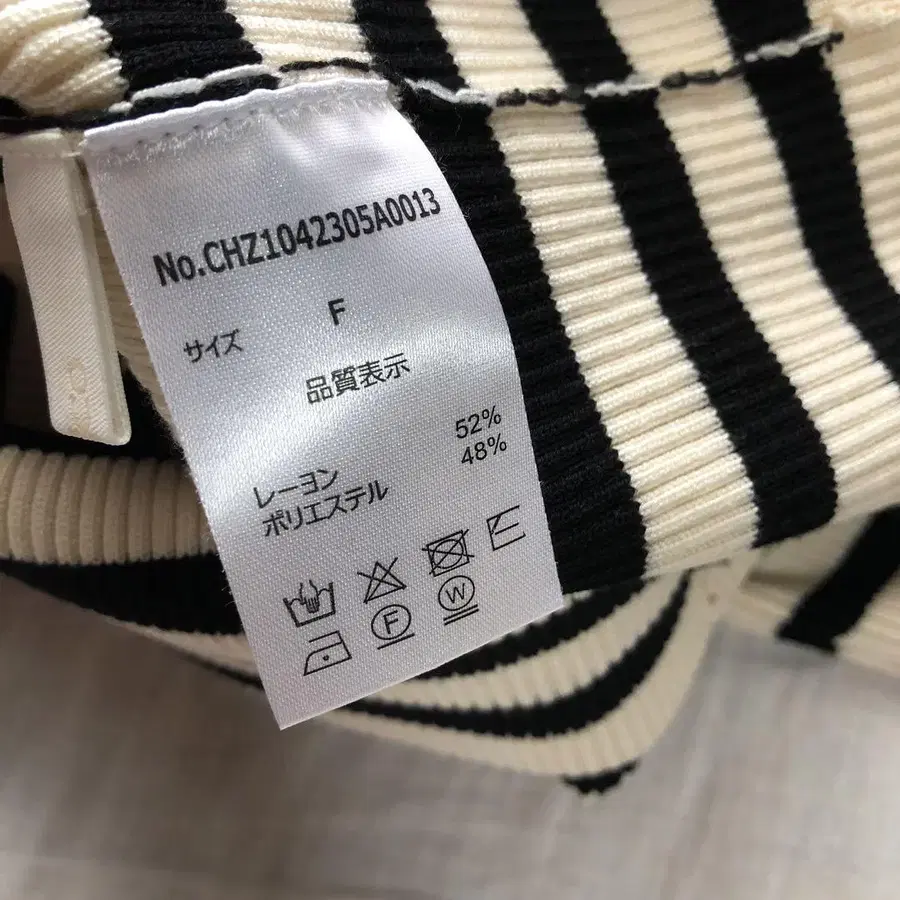 No.CHZ1042305A0013
サイズ F
品質表示
レーヨン 52%
ポリエステル 48%
F W